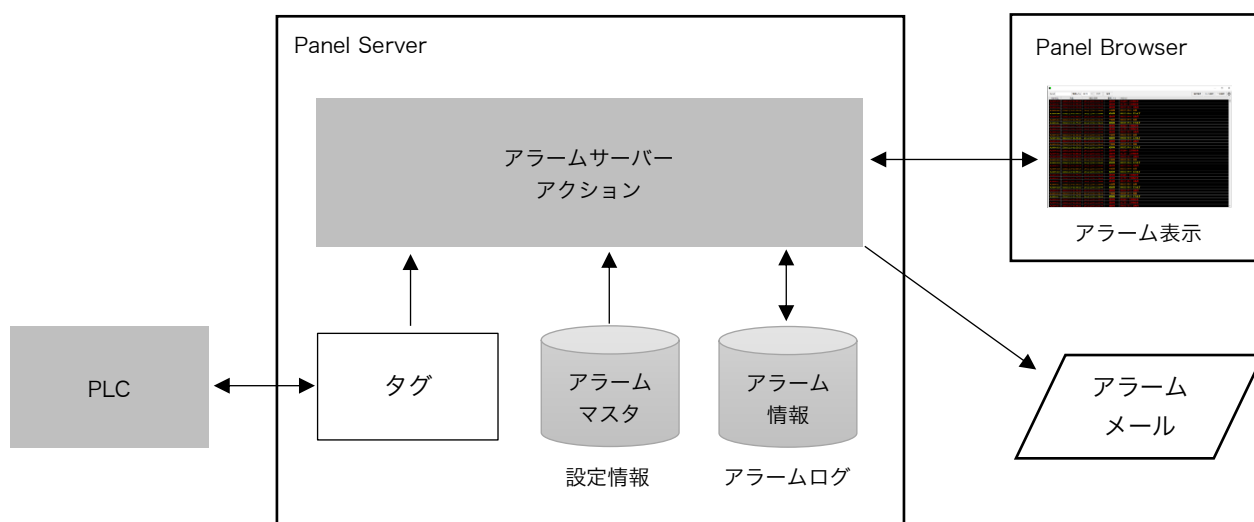 Panel Server
Panel Browser
アラームサーバー
アクション
アラーム表示
PLC
タグ
アラーム
マスタ
アラーム
情報
アラーム
メール
設定情報
アラームログ